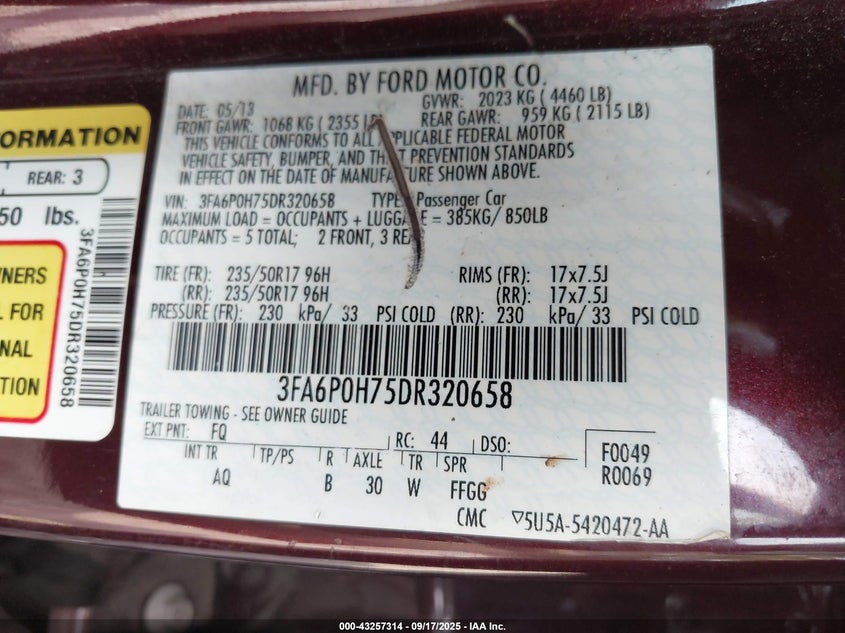 MFD. BY FORD MOTOR CO.
DATE: 05/13 GVWR: 2023 KG ( 4460 LB)
FRONT GAWR: 1068 KG ( 2355 LB) REAR GAWR: 959 KG ( 2115 LB)
THIS VEHICLE CONFORMS TO ALL APPLICABLE FEDERAL MOTOR
VEHICLE SAFETY, BUMPER, AND THEFT PREVENTION STANDARDS
IN EFFECT ON THE DATE OF MANUFACTURE SHOWN ABOVE.
VIN: 3FA6P0H75DR320658 TYPE: Passenger Car
MAXIMUM LOAD = OCCUPANTS + LUGGAGE = 385KG/ 850LB
OCCUPANTS = 5 TOTAL; 2 FRONT, 3 REAR
TIRE (FR): 235/50R17 96H RIMS (FR): 17x7.5J
(RR): 235/50R17 96H (RR): 17x7.5J
PRESSURE (FR): 230 kPa/ 33 PSI COLD (RR): 230 kPa/ 33 PSI COLD
3FA6P0H75DR320658
TRAILER TOWING - SEE OWNER GUIDE
EXT PNT: FQ RC: 44 DSO: F0049
R0069
INT TR TP/PS R AXLE TR SPR
AQ B 30 W FFGG
CMC ▽5U5A-5420472-AA
ORMATION
REAR: 3
50 lbs.
3FA6P0H75DR320658
NERS
L FOR
NAL
TION
000-43257314 - 09/17/2025 - IAA Inc.